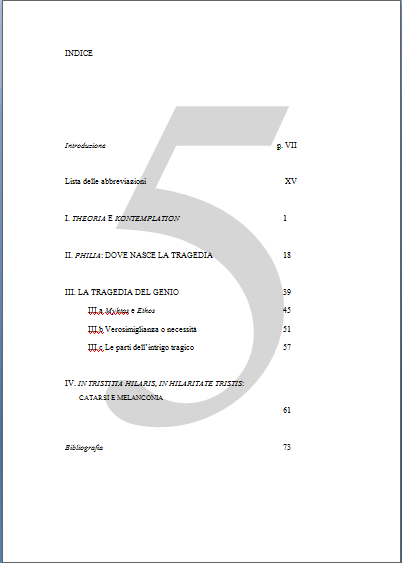 INDICE
5
Introduzione p. VII
Lista delle abbreviazioni XV
I. THEORIA E KONTEMPLATION 1
II. PHILIA: DOVE NASCE LA TRAGEDIA 18
III. LA TRAGEDIA DEL GENIO 39
III.a Mythos e Ethos 45
III.b Verosimiglianza o necessità 51
III.c Le parti dell’intrigo tragico 57
IV. IN TRISTITIA HILARIS, IN HILARITATE TRISTIS:
CATARSI E MELANCONIA
61
Bibliografia 73